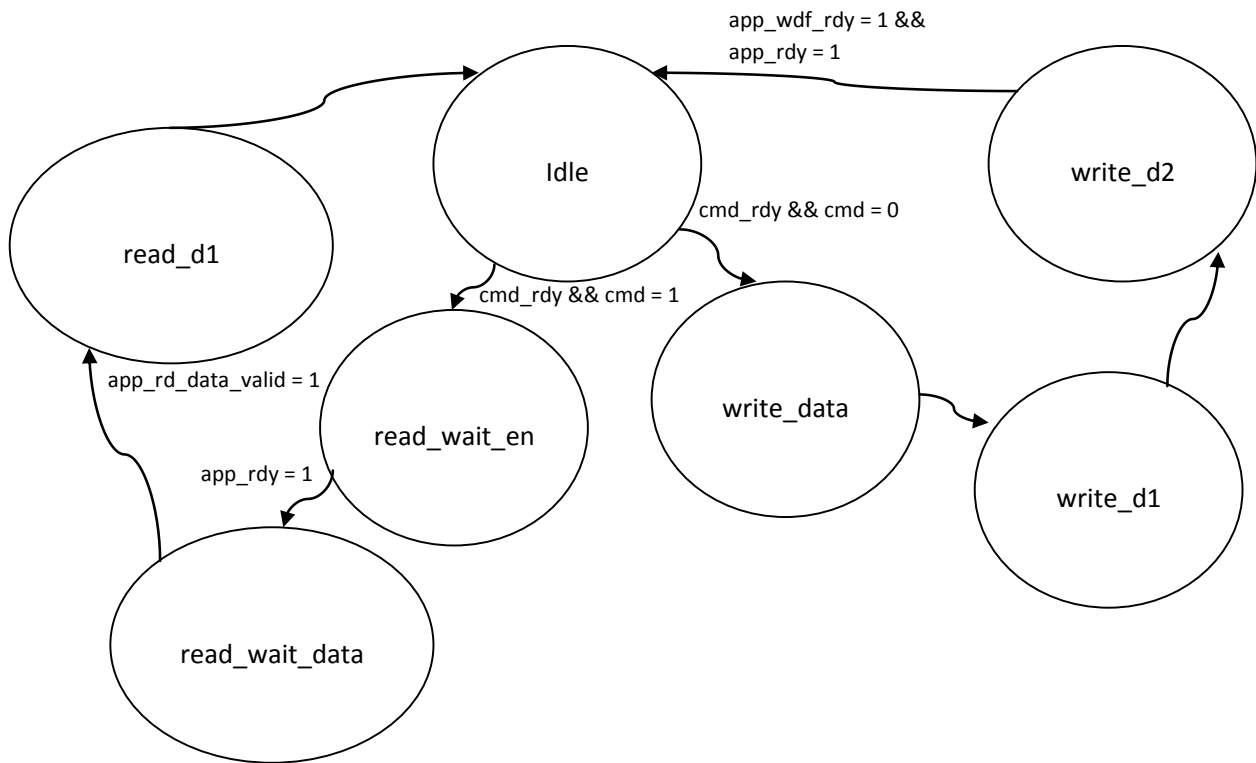 app_wdf_rdy = 1 &&
app_rdy = 1
Idle
write_d2
cmd_rdy && cmd = 0
read_d1
cmd_rdy && cmd = 1
app_rd_data_valid = 1
write_data
read_wait_en
app_rdy = 1
write_d1
read_wait_data